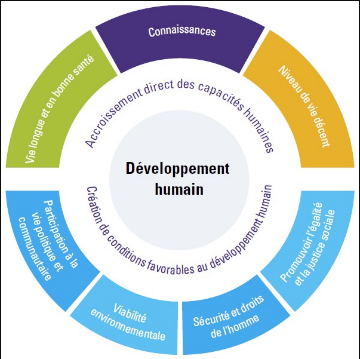 Connaissances
Vie longue et en bonne santé
Niveau de vie décent
Accroissement direct des capacités humaines
Développement
humain
Création de conditions favorables au développement humain
Participation à la
vie politique et
communautaire
Viabilité
environnementale
Sécurité et droits
de l'homme
Promouvoir l'égalité
et la justice sociale